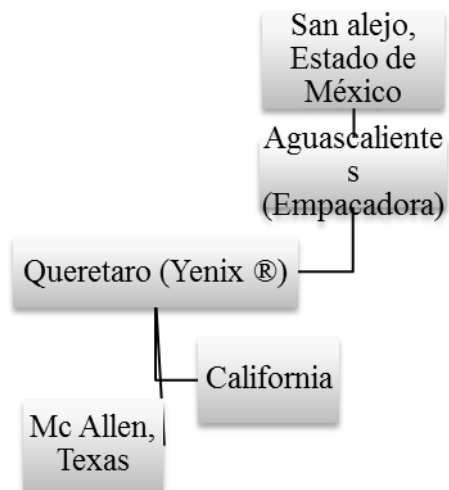 San alejo,
Estado de
México
Aguascaliente
s
(Empacadora)
Queretaro (Yenix ®)
California
Mc Allen,
Texas